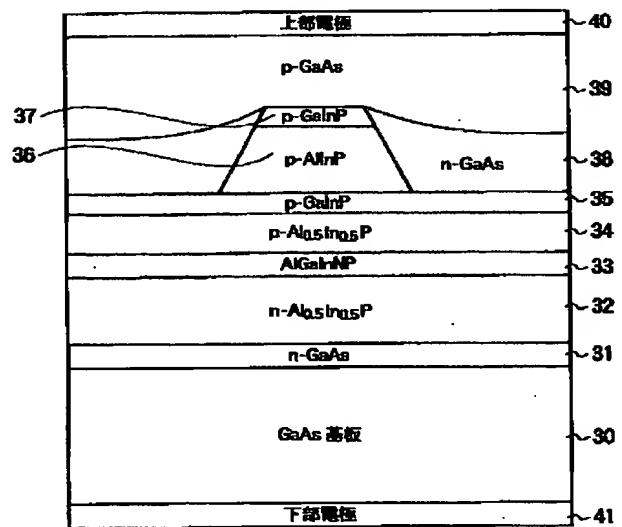 上部電極 40
p-GaAs 39
37 p-GaInP
36 p-AlInP
n-GaAs 38
p-GaInP 35
p-Al0.5In0.5P 34
AlGaInNP 33
n-Al0.5In0.5P 32
n-GaAs 31
GaAs 基板 30
下部電極 41